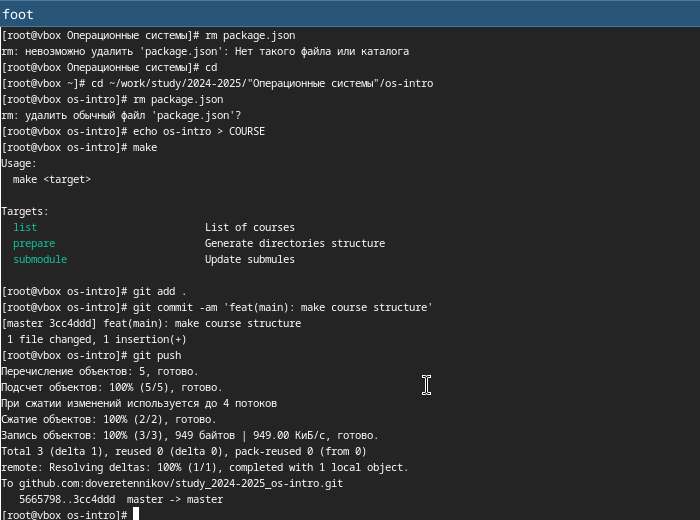 foot
[root@vbox Операционные системы]# rm package.json
rm: невозможно удалить 'package.json': Нет такого файла или каталога
[root@vbox Операционные системы]# cd
[root@vbox ~]# cd ~/work/study/2024-2025/"Операционные системы"/os-intro
[root@vbox os-intro]# rm package.json
rm: удалить обычный файл 'package.json'?
[root@vbox os-intro]# echo os-intro > COURSE
[root@vbox os-intro]# make
Usage:
  make <target>

Targets:
  list                            List of courses
  prepare                         Generate directories structure
  submodule                       Update submules

[root@vbox os-intro]# git add .
[root@vbox os-intro]# git commit -am 'feat(main): make course structure'
[master 3cc4ddd] feat(main): make course structure
 1 file changed, 1 insertion(+)
[root@vbox os-intro]# git push
Перечисление объектов: 5, готово.
Подсчет объектов: 100% (5/5), готово.
При сжатии изменений используется до 4 потоков
Сжатие объектов: 100% (2/2), готово.
Запись объектов: 100% (3/3), 949 байтов | 949.00 КиБ/с, готово.
Total 3 (delta 1), reused 0 (delta 0), pack-reused 0 (from 0)
remote: Resolving deltas: 100% (1/1), completed with 1 local object.
To github.com:doveretennikov/study_2024-2025_os-intro.git
   5665798..3cc4ddd  master -> master
[root@vbox os-intro]#